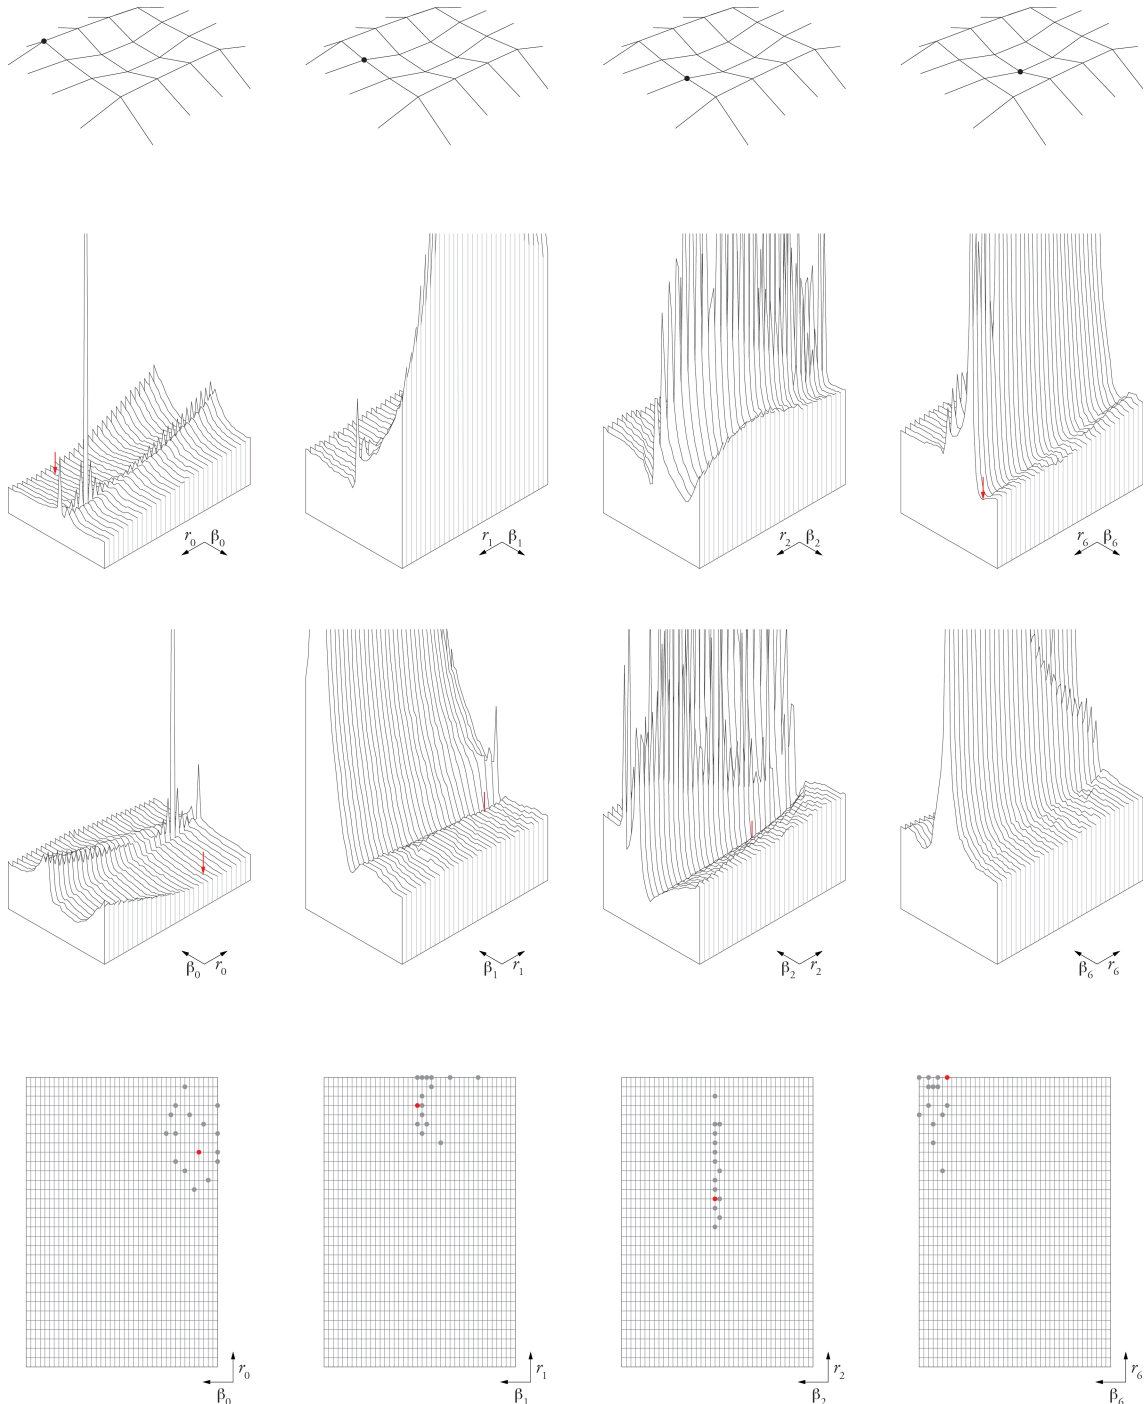 r₀ β₀
r₁ β₁
r₂ β₂
r₆ β₆
β₀ r₀
β₁ r₁
β₂ r₂
β₆ r₆
r₀
β₀
r₁
β₁
r₂
β₂
r₆
β₆